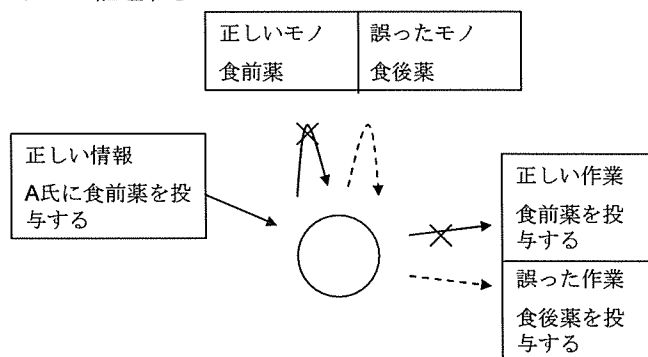 正しいモノ
食前薬
誤ったモノ
食後薬
正しい情報
A氏に食前薬を投
与する
正しい作業
食前薬を投
与する
誤った作業
食後薬を投
与する